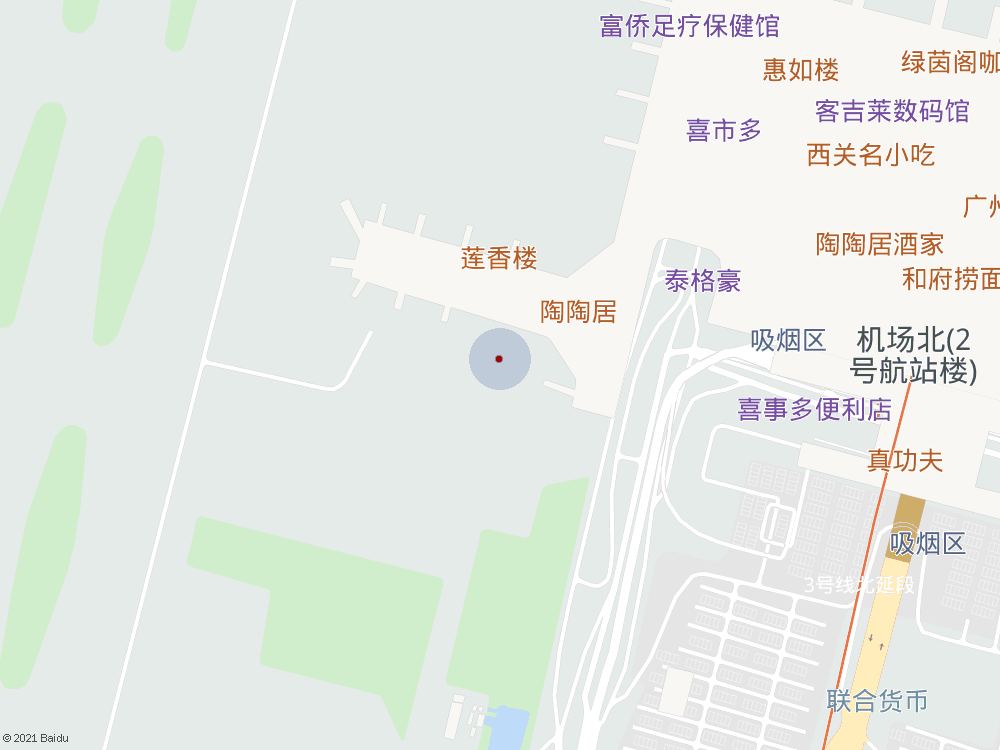 富侨足疗保健馆
惠如楼
绿茵阁咖
客吉莱数码馆
喜市多
西关名小吃
广州
陶陶居酒家
莲香楼
泰格豪
和府捞面
陶陶居
吸烟区
机场北(2
号航站楼)
喜事多便利店
真功夫
吸烟区
3号线北延段
联合货币
© 2021 Baidu